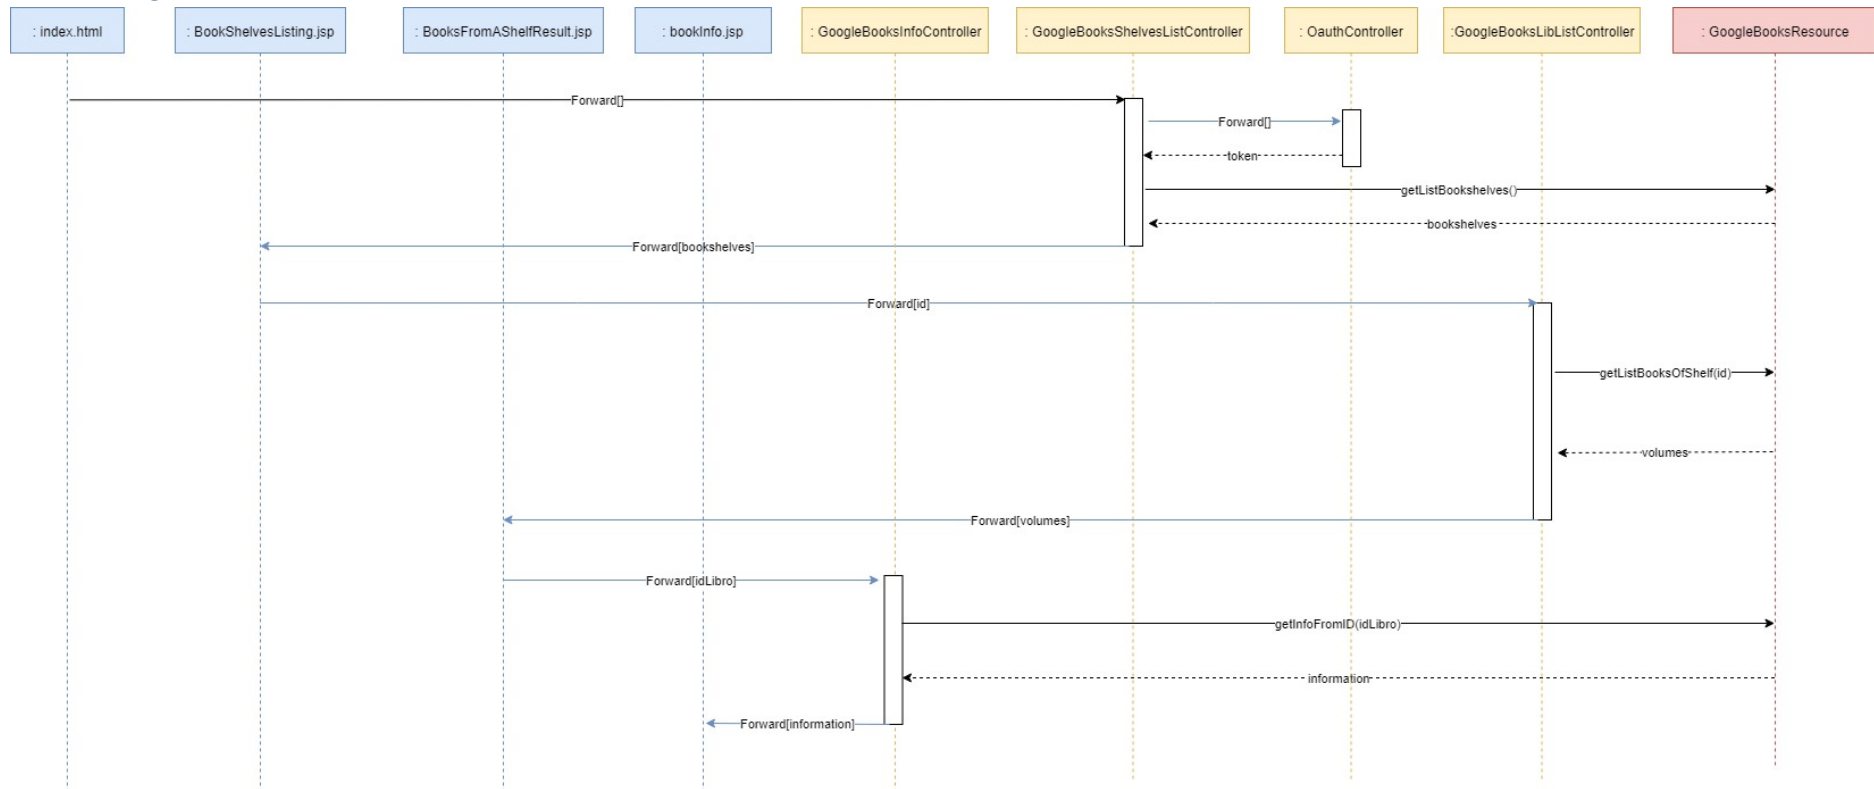 : index.html
: BookShelvesListing.jsp
: BooksFromAShelfResult.jsp
: bookInfo.jsp
: GoogleBooksInfoController
: GoogleBooksShelvesListController
: OauthController
:GoogleBooksLibListController
: GoogleBooksResource
Forward[]
Forward[]
token
getListBookshelves()
bookshelves
Forward[bookshelves]
Forward[id]
getListBooksOfShelf(id)
volumes
Forward[volumes]
Forward[idLibro]
getInfoFromID(idLibro)
information
Forward[information]